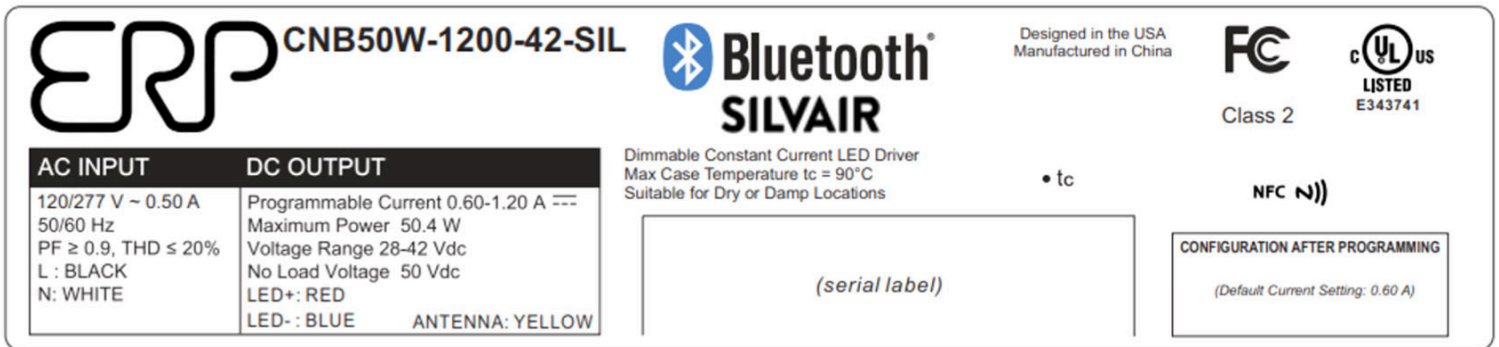 ERP
CNB50W-1200-42-SIL
Bluetooth®
SILVAIR
Designed in the USA
Manufactured in China
FC
Class 2
C UL US
LISTED
E343741
AC INPUT
120/277 V ~ 0.50 A
50/60 Hz
PF ≥ 0.9, THD ≤ 20%
L : BLACK
N: WHITE
DC OUTPUT
Programmable Current 0.60-1.20 A ⎓
Maximum Power 50.4 W
Voltage Range 28-42 Vdc
No Load Voltage 50 Vdc
LED+: RED
LED- : BLUE ANTENNA: YELLOW
Dimmable Constant Current LED Driver
Max Case Temperature tc = 90°C
Suitable for Dry or Damp Locations
• tc
NFC
(serial label)
CONFIGURATION AFTER PROGRAMMING
(Default Current Setting: 0.60 A)